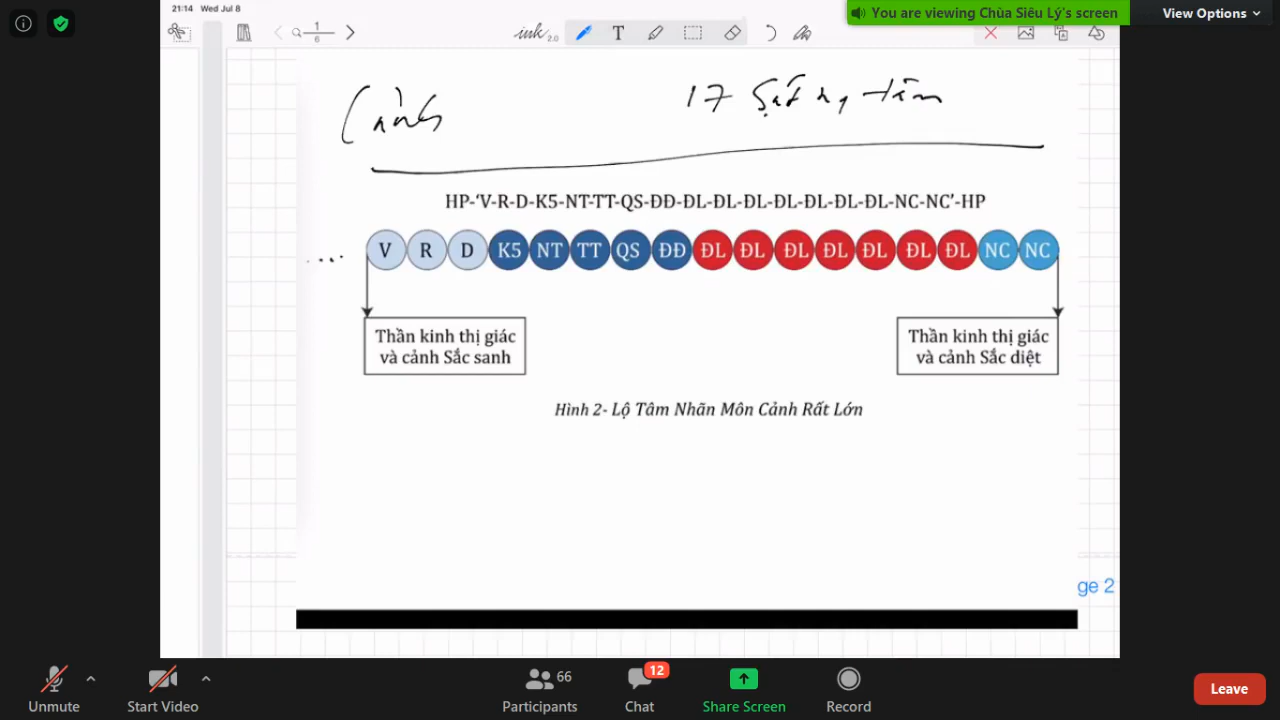 21:14 Wed Jul 8
You are viewing Chùa Siêu Lý's screen
View Options
1
6
ink 2.0
T
Cảnh
17 Sát na tâm
HP-‘V-R-D-K5-NT-TT-QS-ĐĐ-ĐL-ĐL-ĐL-ĐL-ĐL-ĐL-ĐL-NC-NC’-HP
... V R D K5 NT TT QS ĐĐ ĐL ĐL ĐL ĐL ĐL ĐL ĐL NC NC
Thần kinh thị giác
và cảnh Sắc sanh
Thần kinh thị giác
và cảnh Sắc diệt
Hình 2- Lộ Tâm Nhãn Môn Cảnh Rất Lớn
ge 2
Unmute
Start Video
66
Participants
12
Chat
Share Screen
Record
Leave